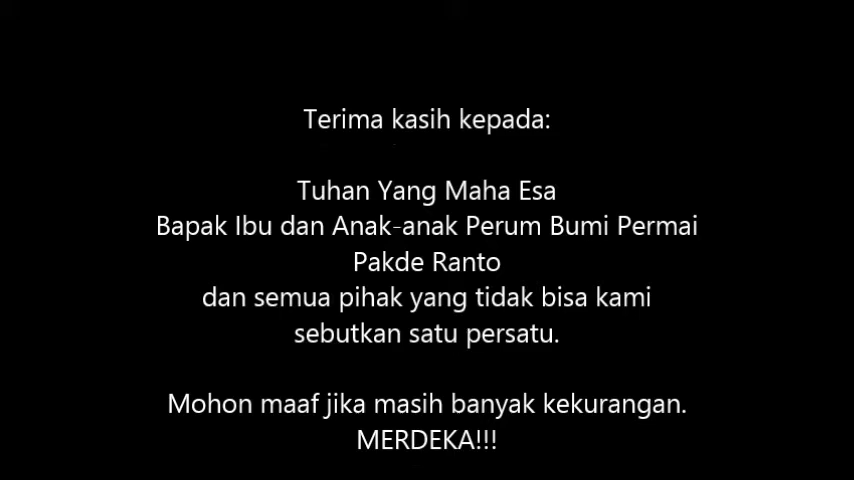 Terima kasih kepada:
Tuhan Yang Maha Esa
Bapak Ibu dan Anak-anak Perum Bumi Permai
Pakde Ranto
dan semua pihak yang tidak bisa kami
sebutkan satu persatu.
Mohon maaf jika masih banyak kekurangan.
MERDEKA!!!